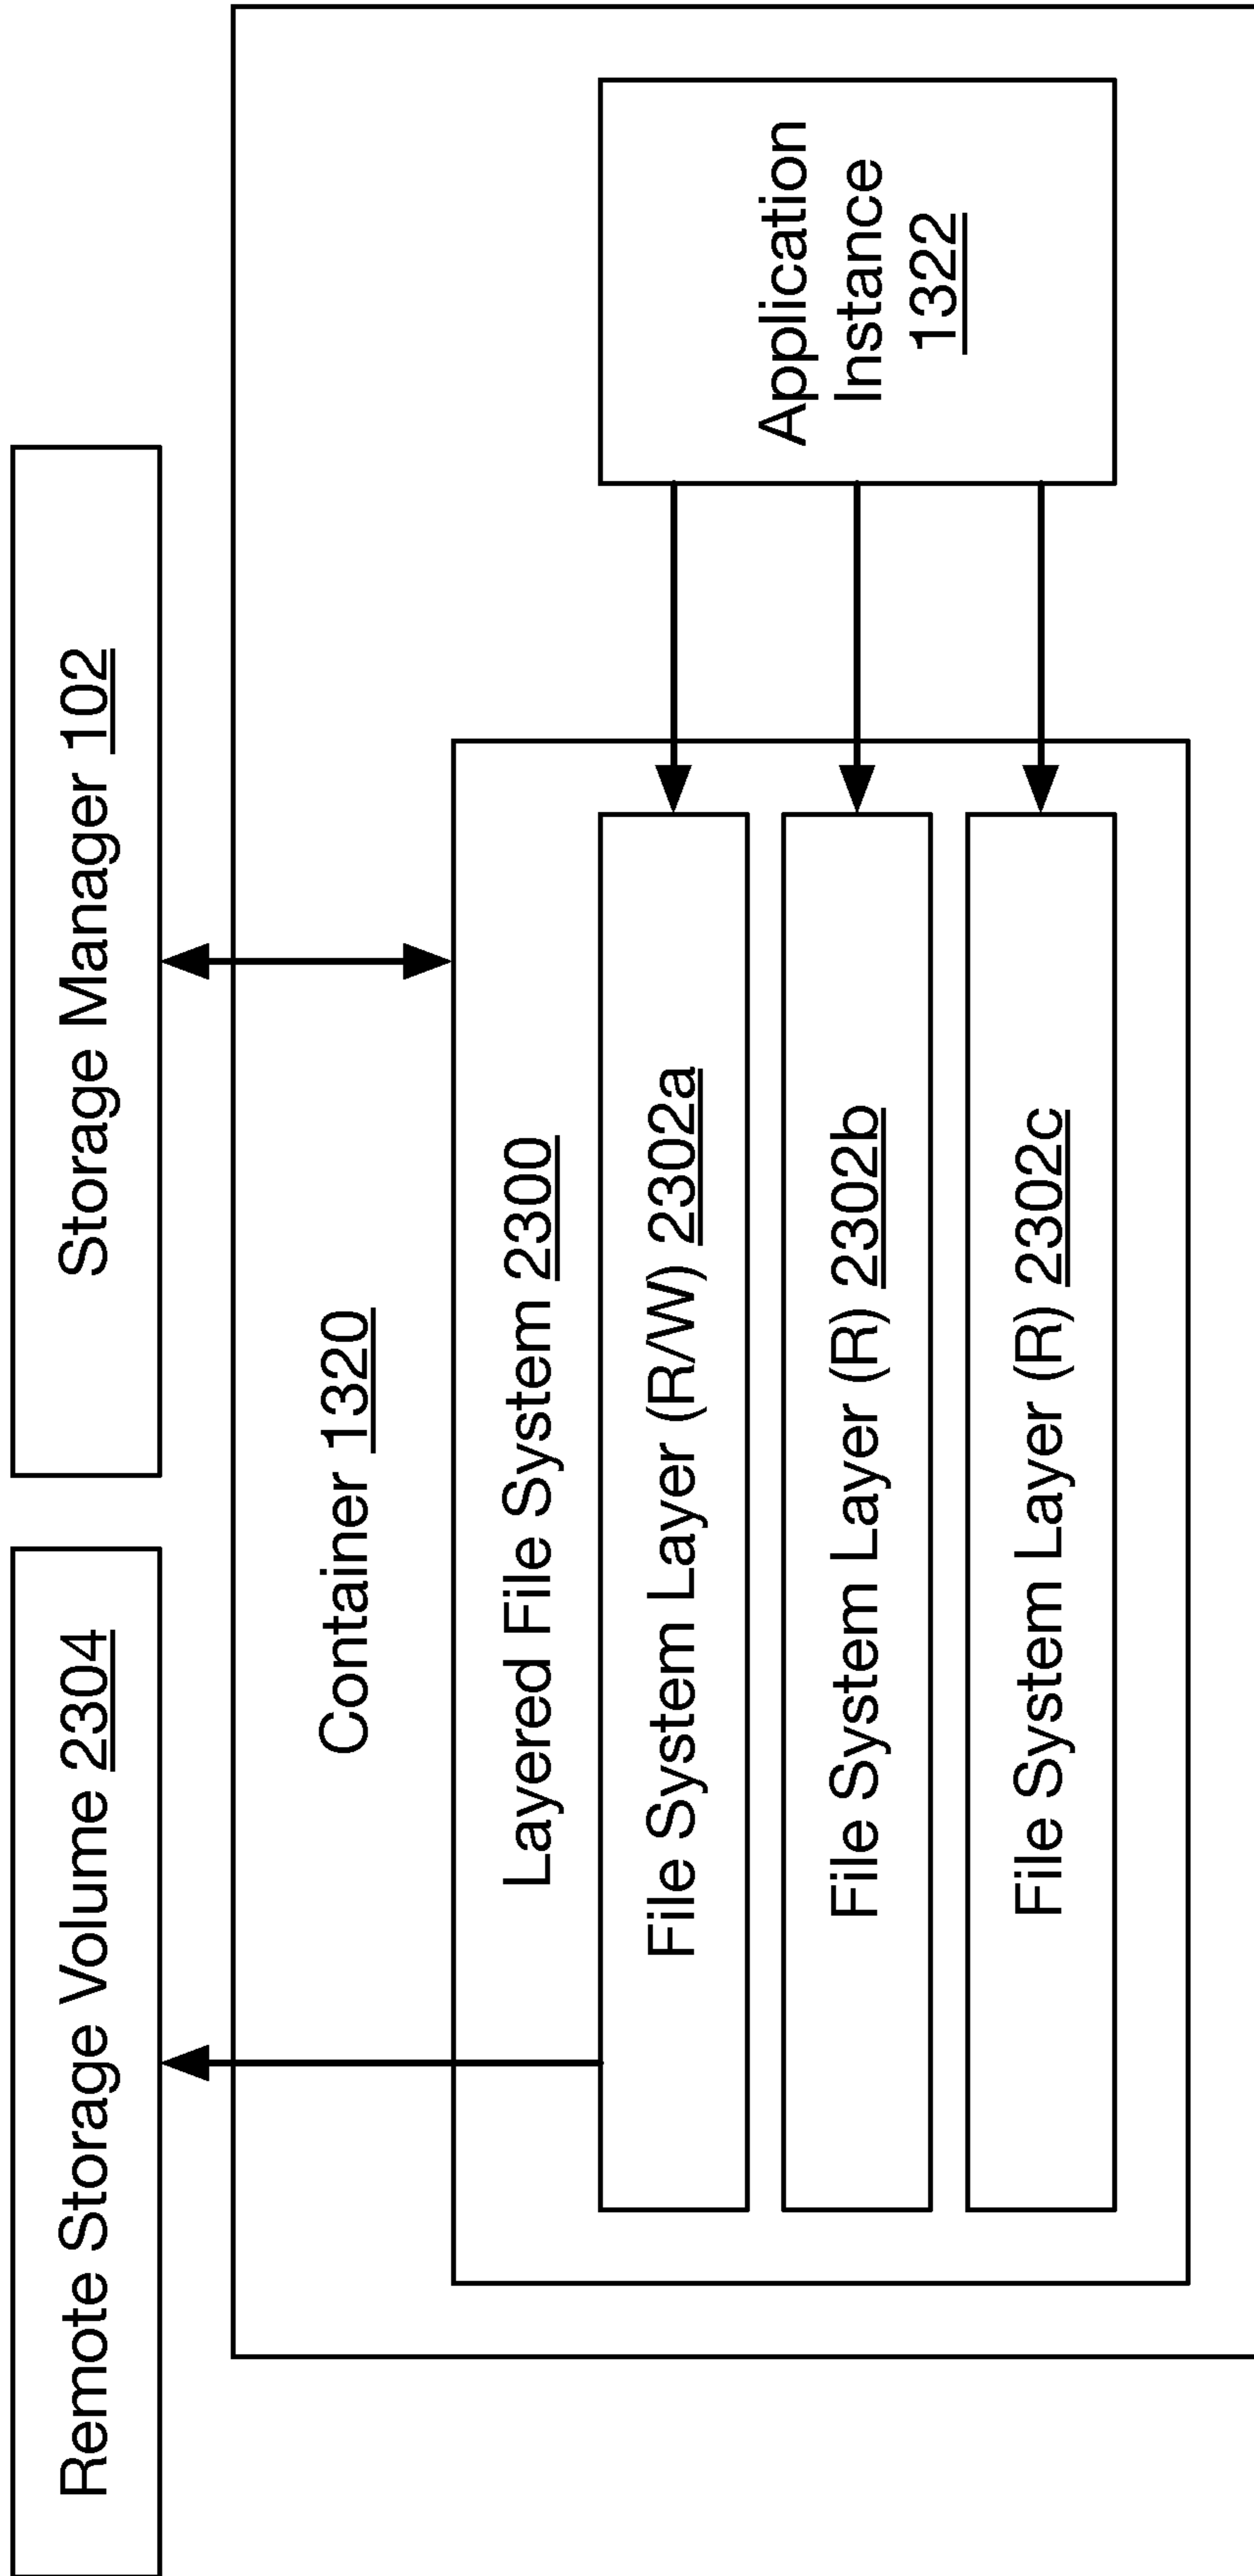 Remote Storage Volume 2304
Storage Manager 102
Container 1320
Layered File System 2300
File System Layer (R/W) 2302a
File System Layer (R) 2302b
File System Layer (R) 2302c
Application
Instance
1322